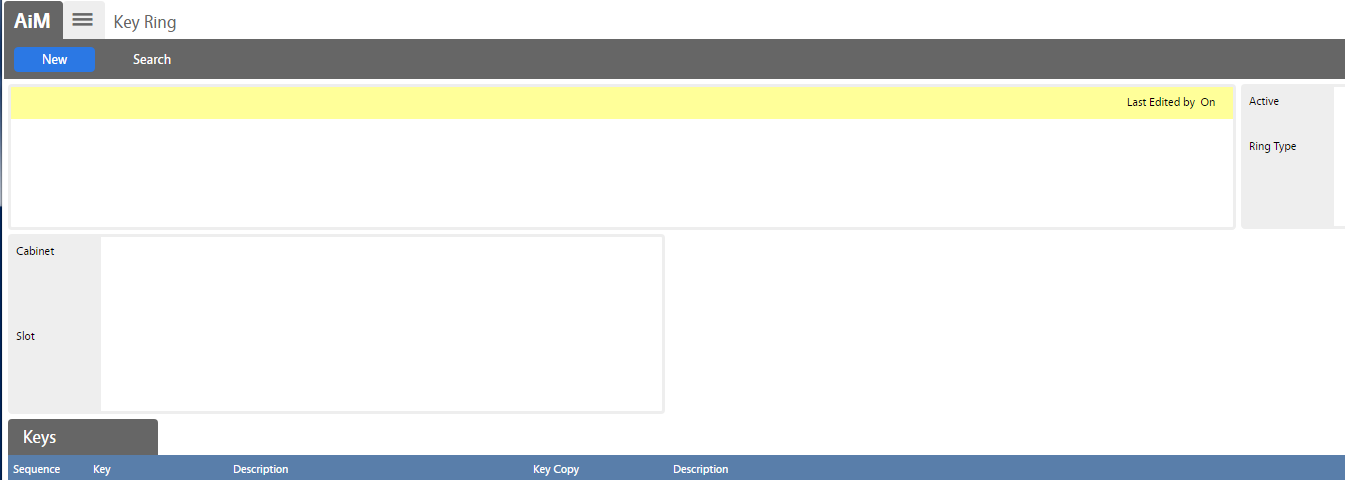 AiM Key Ring
New Search
Last Edited by On
Active
Ring Type
Cabinet
Slot
Keys
Sequence Key Description Key Copy Description